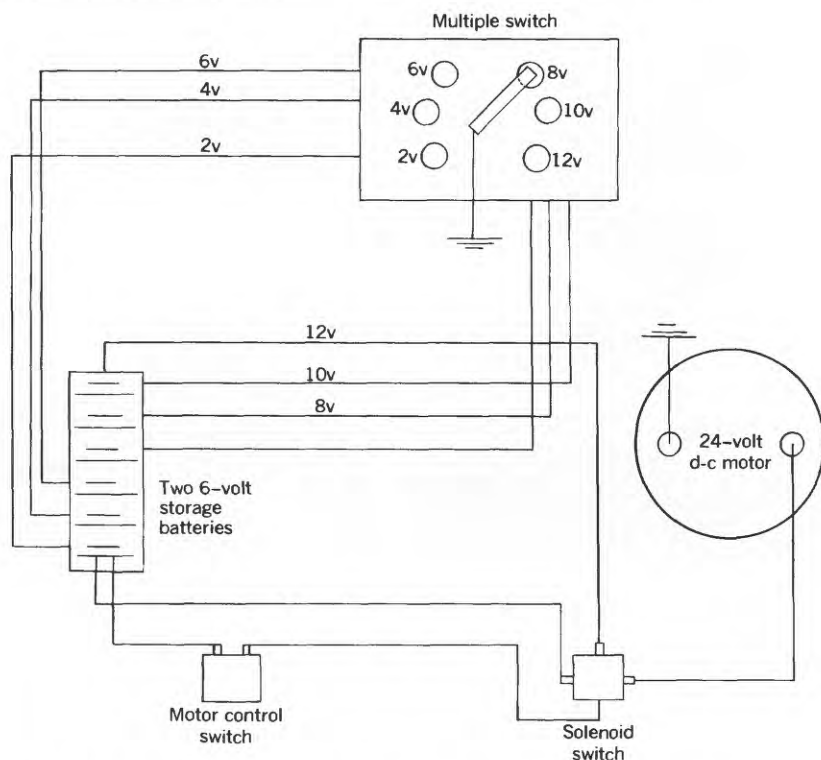 Multiple switch
6v
4v
2v
6v
8v
4v
10v
2v
12v
12v
10v
8v
24-volt
d-c motor
Two 6-volt
storage
batteries
Motor control
switch
Solenoid
switch